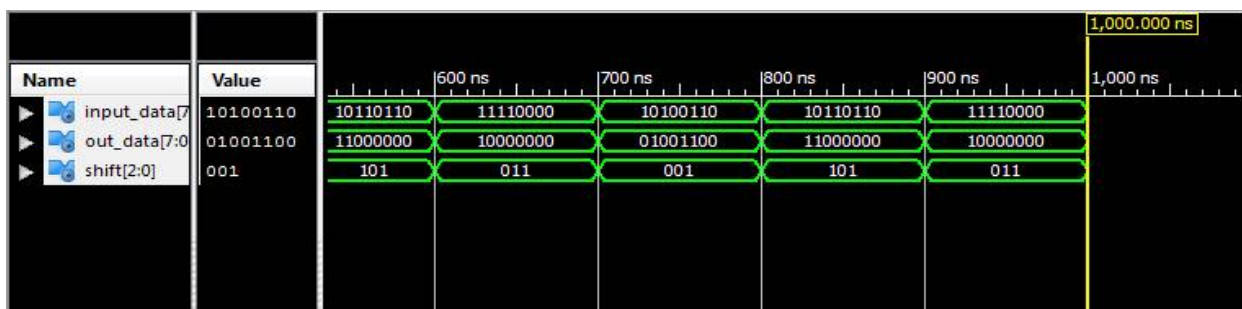 1,000.000 ns
Name Value 600 ns 700 ns 800 ns 900 ns 1,000 ns
input_data[7 10100110 10110110 11110000 10100110 10110110 11110000
out_data[7:0 01001100 11000000 10000000 01001100 11000000 10000000
shift[2:0] 001 101 011 001 101 011